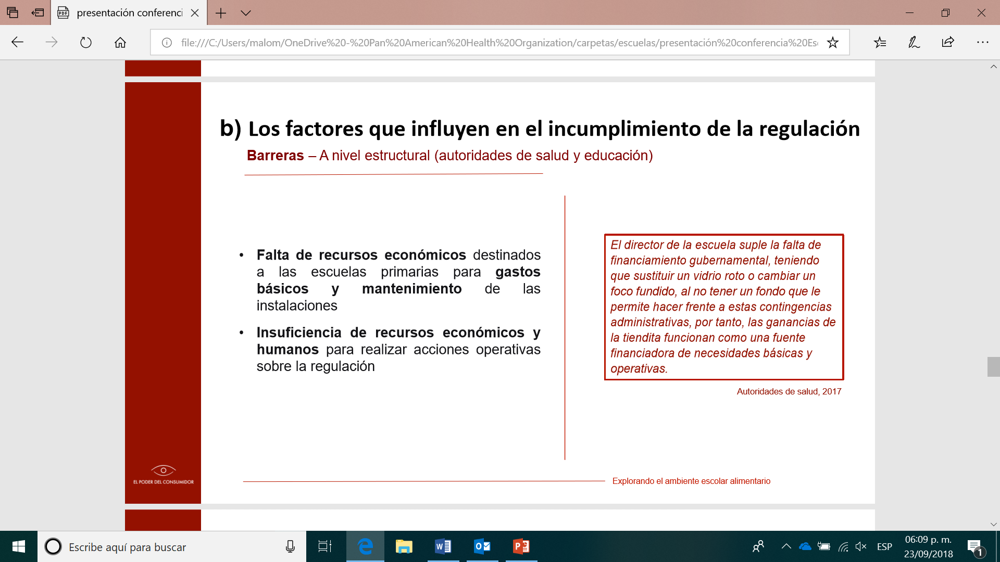 presentación conferenci
file:///C:/Users/malom/OneDrive%20-%20Pan%20American%20Health%20Organization/carpetas/escuelas/presentación%20conferencia%20Es
b) Los factores que influyen en el incumplimiento de la regulación
Barreras – A nivel estructural (autoridades de salud y educación)
• Falta de recursos económicos destinados
a las escuelas primarias para gastos
básicos y mantenimiento de las
instalaciones
• Insuficiencia de recursos económicos y
humanos para realizar acciones operativas
sobre la regulación
El director de la escuela suple la falta de
financiamiento gubernamental, teniendo
que sustituir un vidrio roto o cambiar un
foco fundido, al no tener un fondo que le
permite hacer frente a estas contingencias
administrativas, por tanto, las ganancias de
la tiendita funcionan como una fuente
financiadora de necesidades básicas y
operativas.
Autoridades de salud, 2017
EL PODER DEL CONSUMIDOR
Explorando el ambiente escolar alimentario
Escribe aquí para buscar
ESP
06:09 p. m.
23/09/2018
1